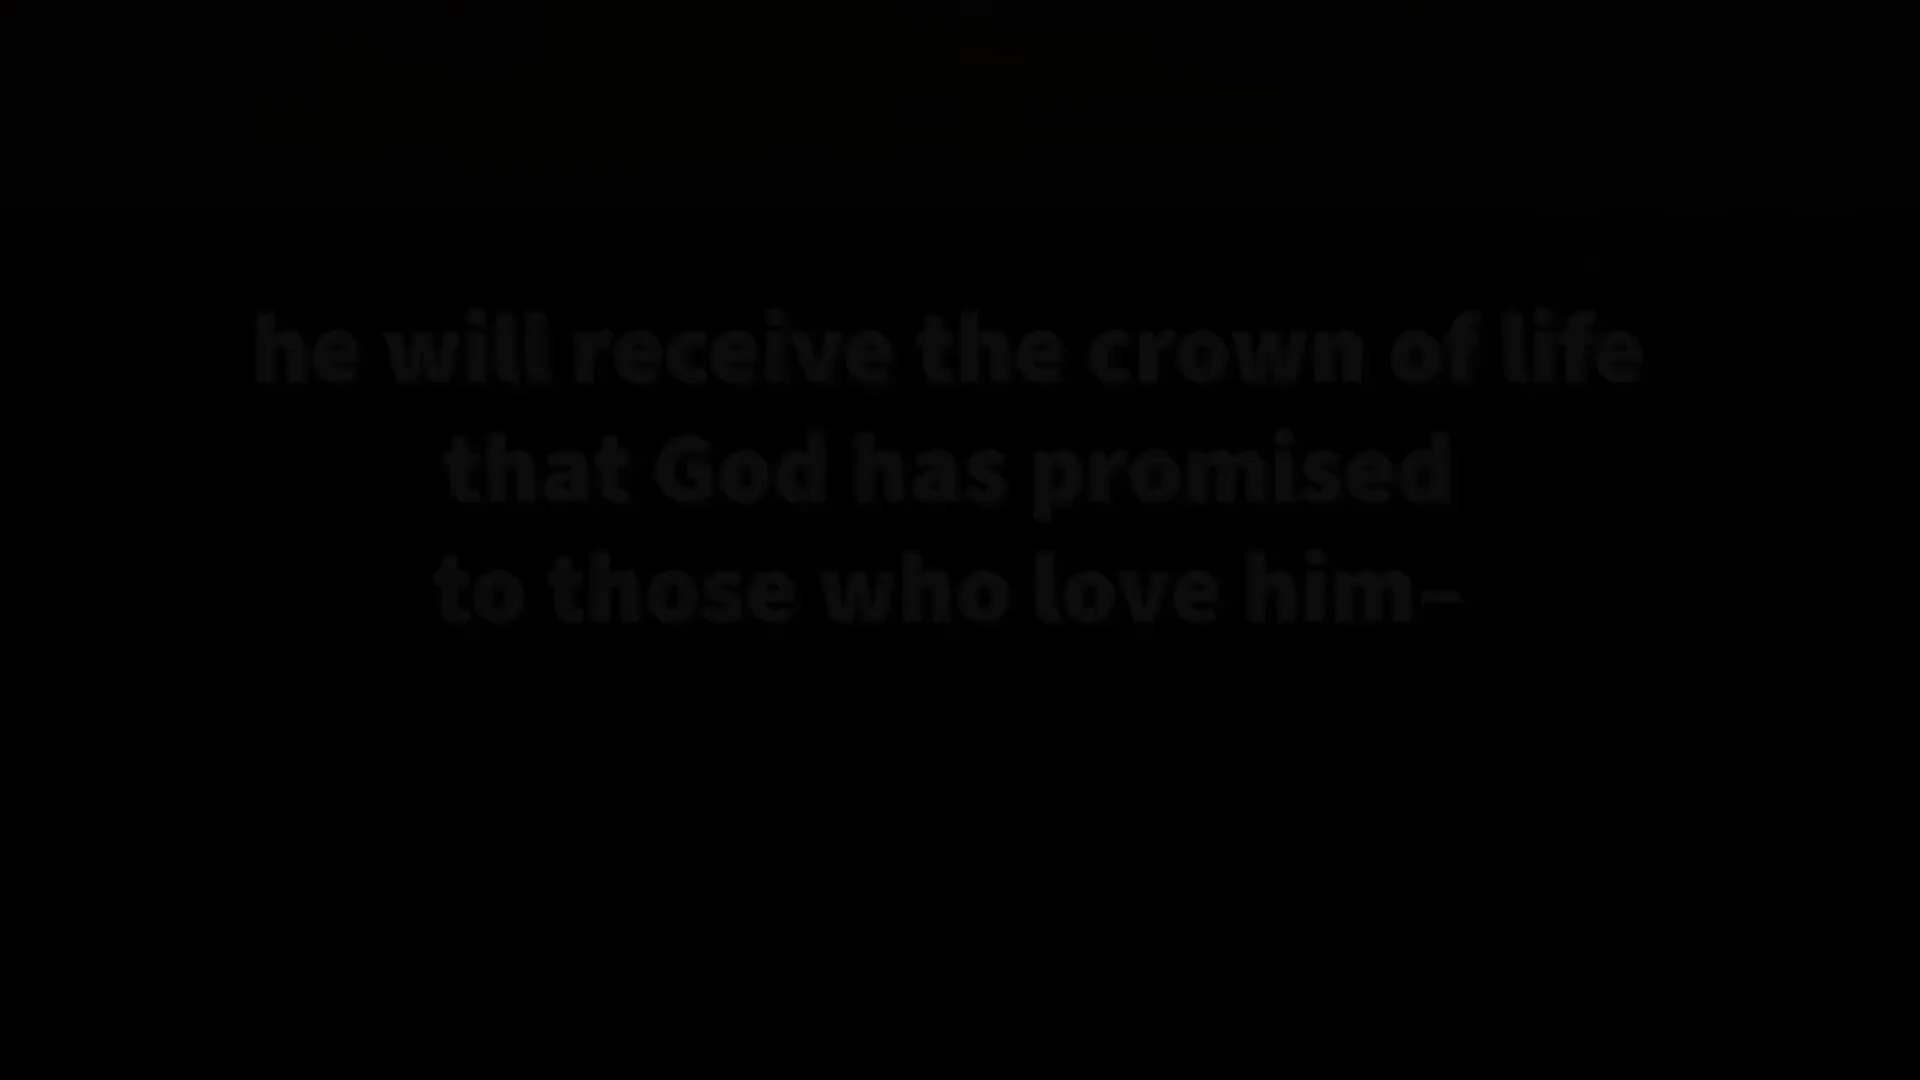 he will receive the crown of life
that God has promised
to those who love him–